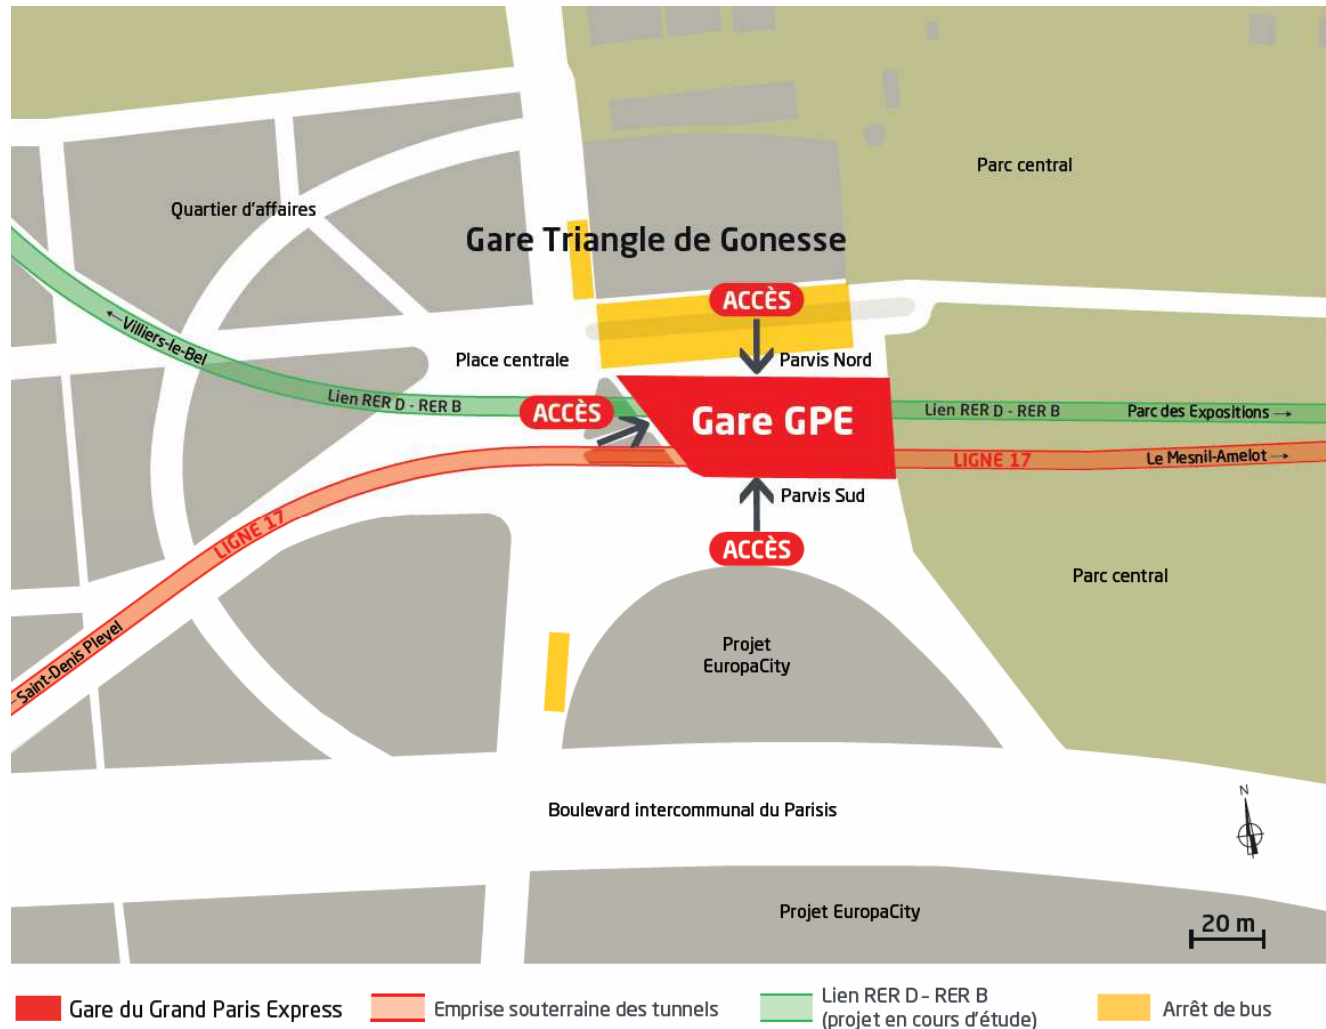 Parc central
Quartier d'affaires
Gare Triangle de Gonesse
ACCÈS
←Villiers-le-Bel
Place centrale
Parvis Nord
Lien RER D - RER B
ACCÈS
Gare GPE
Lien RER D - RER B
Parc des Expositions →
LIGNE 17
Le Mesnil-Amelot →
Parvis Sud
LIGNE 17
ACCÈS
Parc central
←Saint-Denis Pleyel
Projet
EuropaCity
N
Boulevard intercommunal du Parisis
Projet EuropaCity
20 m
Gare du Grand Paris Express
Emprise souterraine des tunnels
Lien RER D – RER B
(projet en cours d'étude)
Arrêt de bus